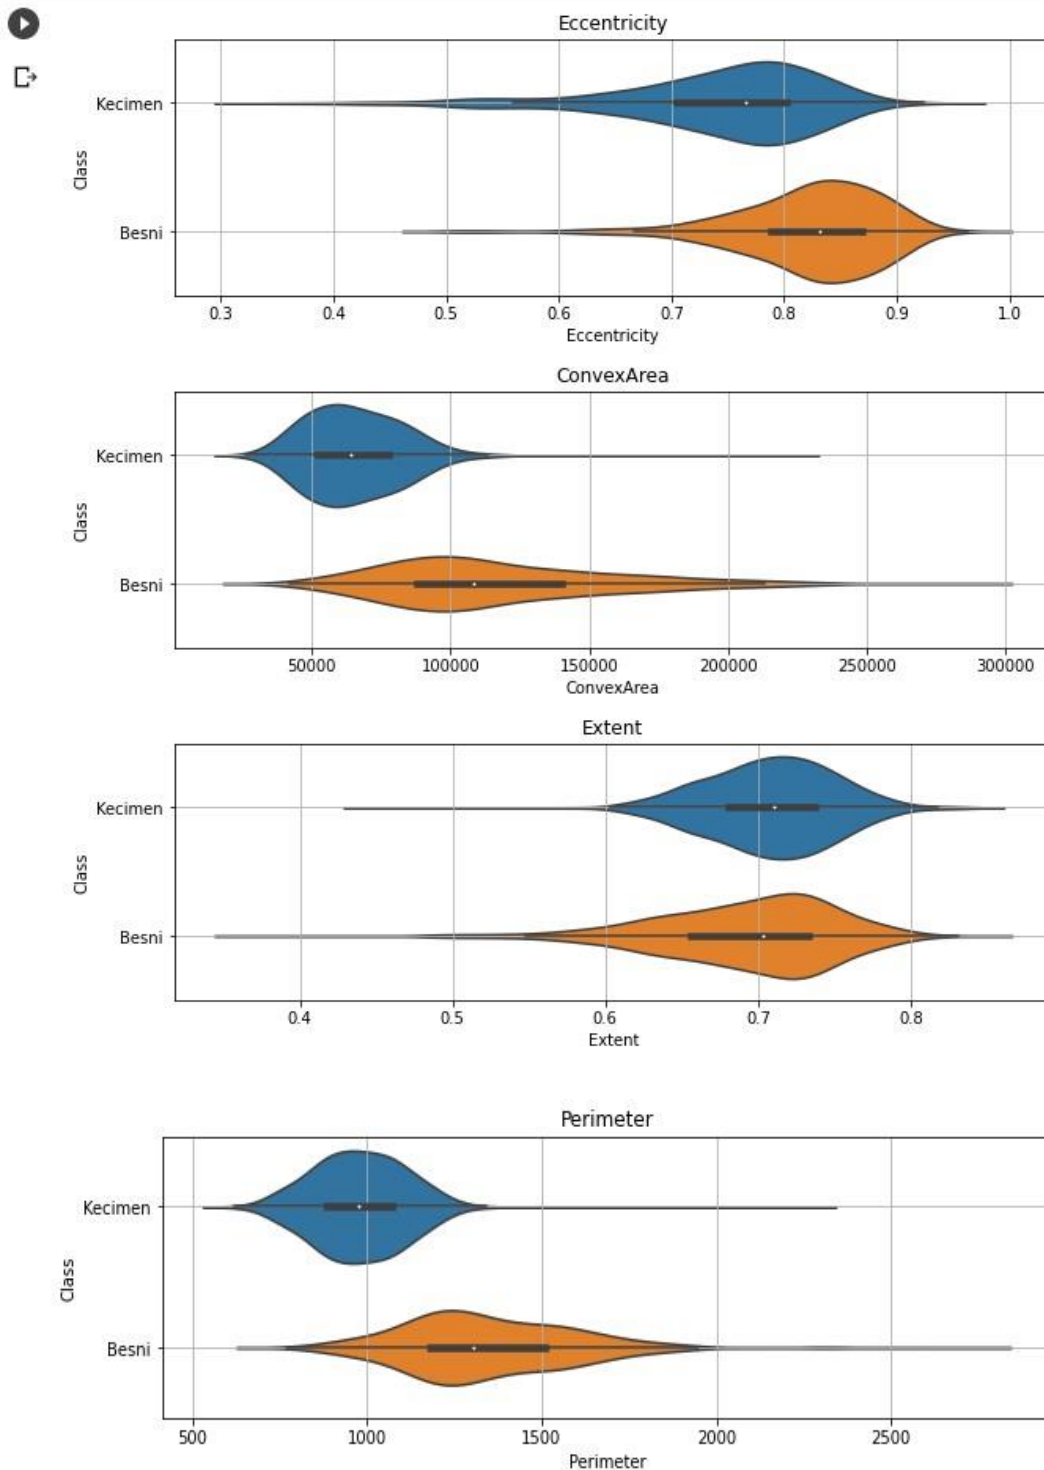 Eccentricity
Kecimen
Class
Besni
0.3 0.4 0.5 0.6 0.7 0.8 0.9 1.0
Eccentricity
ConvexArea
Kecimen
Class
Besni
50000 100000 150000 200000 250000 300000
ConvexArea
Extent
Kecimen
Class
Besni
0.4 0.5 0.6 0.7 0.8
Extent
Perimeter
Kecimen
Class
Besni
500 1000 1500 2000 2500
Perimeter